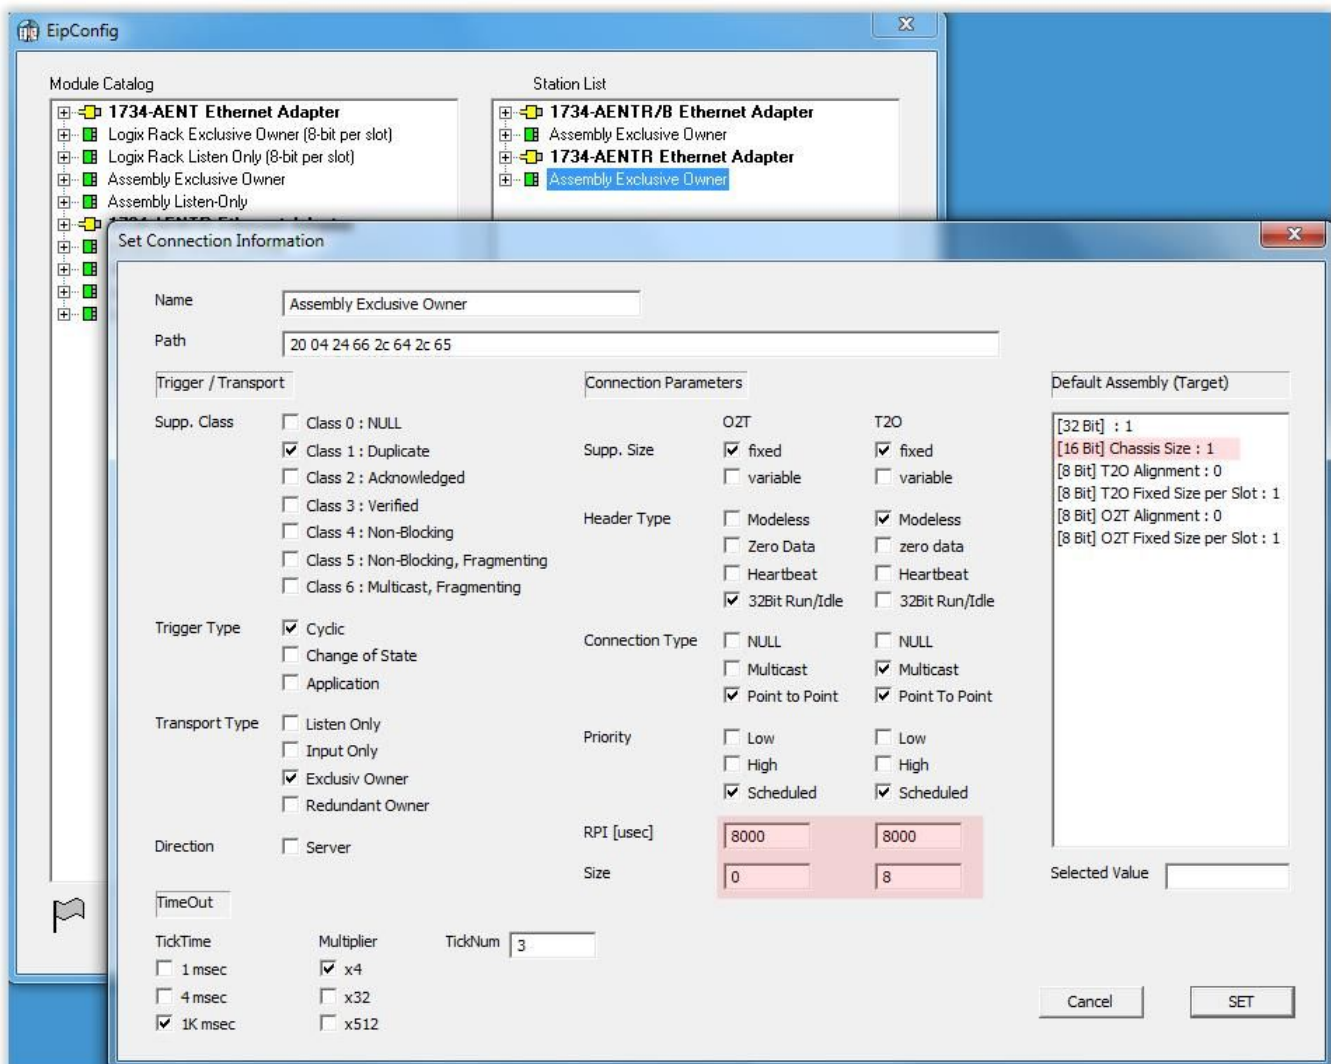 EipConfig
Module Catalog
1734-AENT Ethernet Adapter
Logix Rack Exclusive Owner (8-bit per slot)
Logix Rack Listen Only (8-bit per slot)
Assembly Exclusive Owner
Assembly Listen-Only
Station List
1734-AENTR/B Ethernet Adapter
Assembly Exclusive Owner
1734-AENTR Ethernet Adapter
Assembly Exclusive Owner
Set Connection Information
Name Assembly Exclusive Owner
Path 20 04 24 66 2c 64 2c 65
Trigger / Transport
Supp. Class Class 0 : NULL
Class 1 : Duplicate
Class 2 : Acknowledged
Class 3 : Verified
Class 4 : Non-Blocking
Class 5 : Non-Blocking, Fragmenting
Class 6 : Multicast, Fragmenting
Trigger Type Cyclic
Change of State
Application
Transport Type Listen Only
Input Only
Exclusiv Owner
Redundant Owner
Direction Server
TimeOut
TickTime Multiplier TickNum 3
1 msec x4
4 msec x32
1K msec x512
Connection Parameters
O2T T2O
Supp. Size fixed fixed
variable variable
Header Type Modeless Modeless
Zero Data zero data
Heartbeat Heartbeat
32Bit Run/Idle 32Bit Run/Idle
Connection Type NULL NULL
Multicast Multicast
Point to Point Point To Point
Priority Low Low
High High
Scheduled Scheduled
RPI [usec] 8000 8000
Size 0 8
Default Assembly (Target)
[32 Bit] : 1
[16 Bit] Chassis Size : 1
[8 Bit] T2O Alignment : 0
[8 Bit] T2O Fixed Size per Slot : 1
[8 Bit] O2T Alignment : 0
[8 Bit] O2T Fixed Size per Slot : 1
Selected Value
Cancel SET